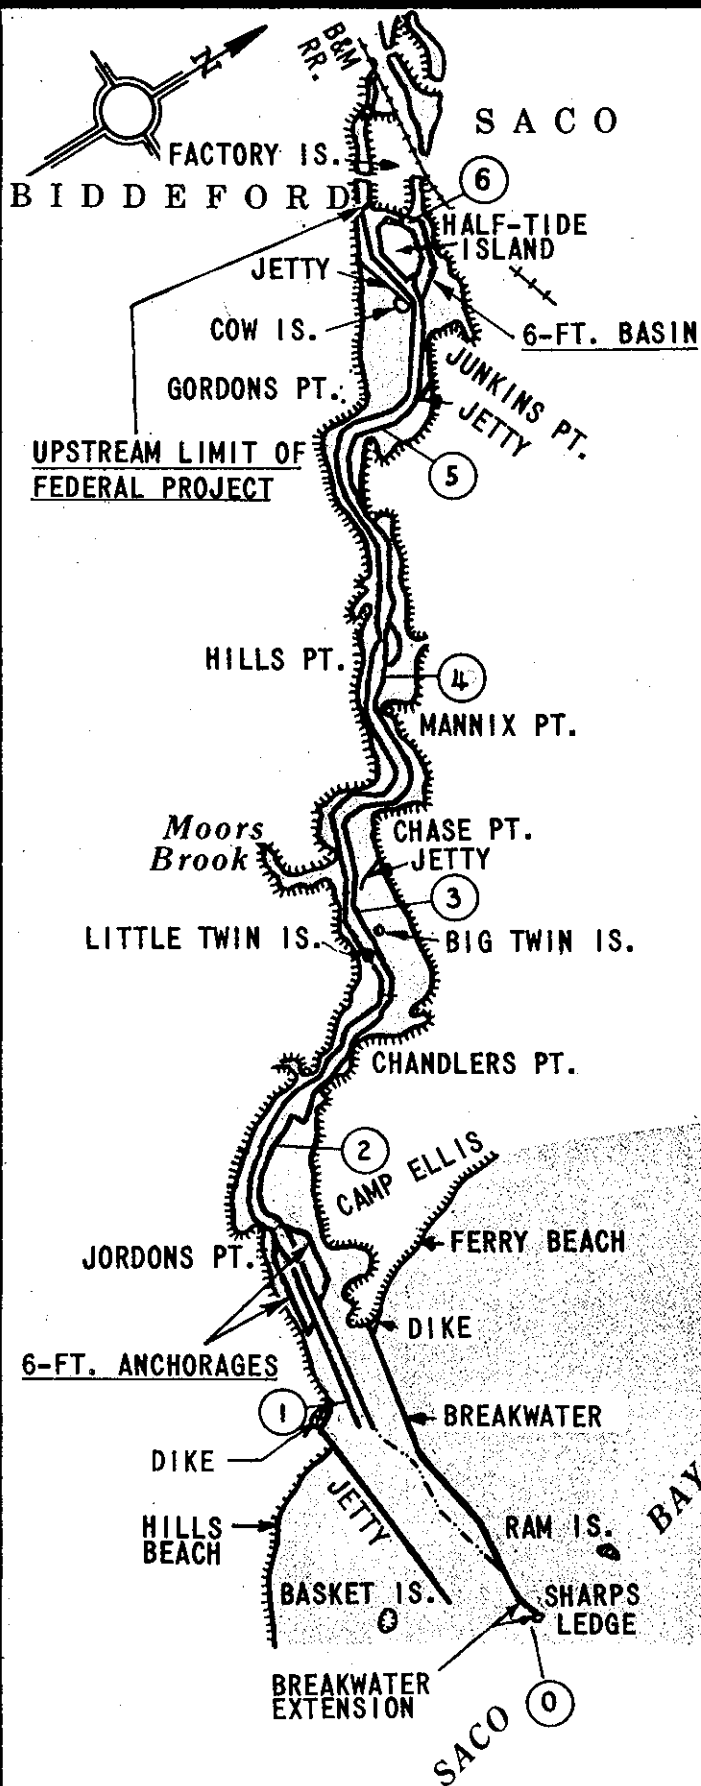 N
B&M
RR.
SACO
FACTORY IS.
BIDDEFORD
6
HALF-TIDE
ISLAND
JETTY
COW IS.
6-FT. BASIN
GORDONS PT.
JUNKINS PT.
JETTY
UPSTREAM LIMIT OF
FEDERAL PROJECT
5
HILLS PT.
4
MANNIX PT.
Moors
Brook
CHASE PT.
JETTY
3
LITTLE TWIN IS.
BIG TWIN IS.
CHANDLERS PT.
2
CAMP ELLIS
JORDONS PT.
FERRY BEACH
DIKE
6-FT. ANCHORAGES
1
BREAKWATER
DIKE
JETTY
HILLS
BEACH
RAM IS.
BASKET IS.
SHARPS
LEDGE
BREAKWATER
EXTENSION
0
SACO BAY